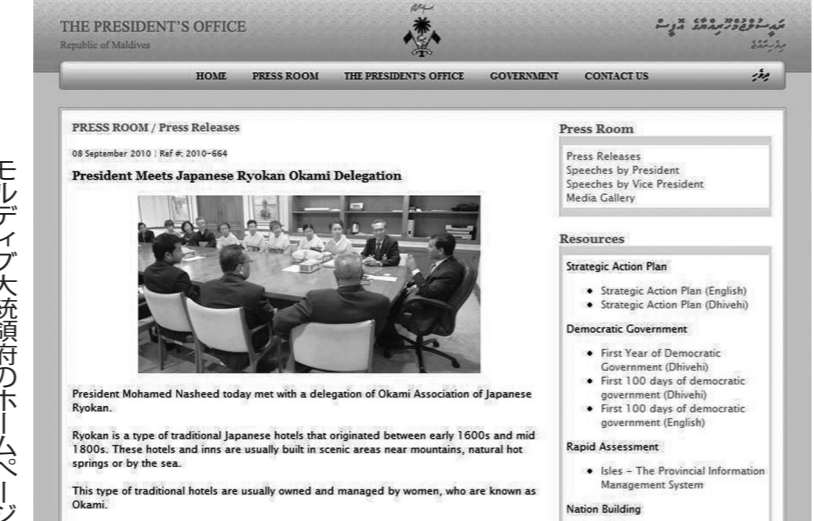 THE PRESIDENT'S OFFICE
Republic of Maldives
ރައީސުލްޖުމްހޫރިއްޔާގެ އޮފީސް
ދިވެހިރާއްޖެ
HOME PRESS ROOM THE PRESIDENT'S OFFICE GOVERNMENT CONTACT US ދިވެހި
PRESS ROOM / Press Releases
08 September 2010 | Ref #: 2010-664
President Meets Japanese Ryokan Okami Delegation
President Mohamed Nasheed today met with a delegation of Okami Association of Japanese
Ryokan.
Ryokan is a type of traditional Japanese hotels that originated between early 1600s and mid
1800s. These hotels and inns are usually built in scenic areas near mountains, natural hot
springs or by the sea.
This type of traditional hotels are usually owned and managed by women, who are known as
Okami.
Press Room
Press Releases
Speeches by President
Speeches by Vice President
Media Gallery
Resources
Strategic Action Plan
• Strategic Action Plan (English)
• Strategic Action Plan (Dhivehi)
Democratic Government
• First Year of Democratic
Government (Dhivehi)
• First 100 days of democratic
government (Dhivehi)
• First 100 days of democratic
government (English)
Rapid Assessment
• Isles - The Provincial Information
Management System
Nation Building
モルディブ大統領府のホームページ